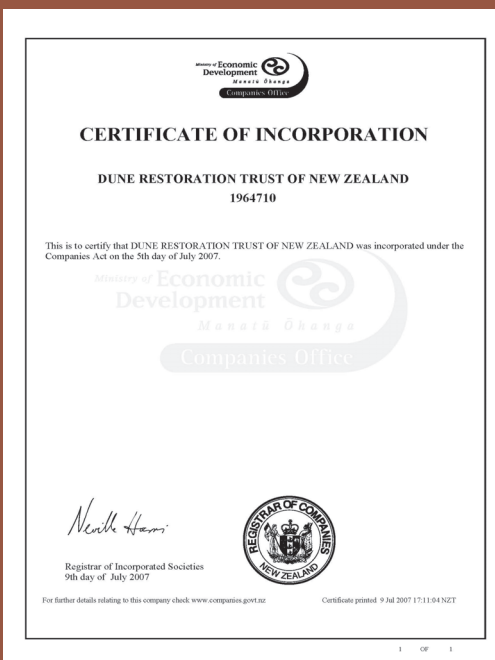 Ministry of Economic
Development
Manatū Ōhanga
Companies Office
CERTIFICATE OF INCORPORATION
DUNE RESTORATION TRUST OF NEW ZEALAND
1964710
This is to certify that DUNE RESTORATION TRUST OF NEW ZEALAND was incorporated under the
Companies Act on the 5th day of July 2007.
Ministry of Economic
Development
Manatū Ōhanga
Companies Office
Neville Harris
REGISTRAR OF COMPANIES
NEW ZEALAND
Registrar of Incorporated Societies
9th day of July 2007
For further details relating to this company check www.companies.govt.nz
Certificate printed 9 Jul 2007 17:11:04 NZT
1 OF 1